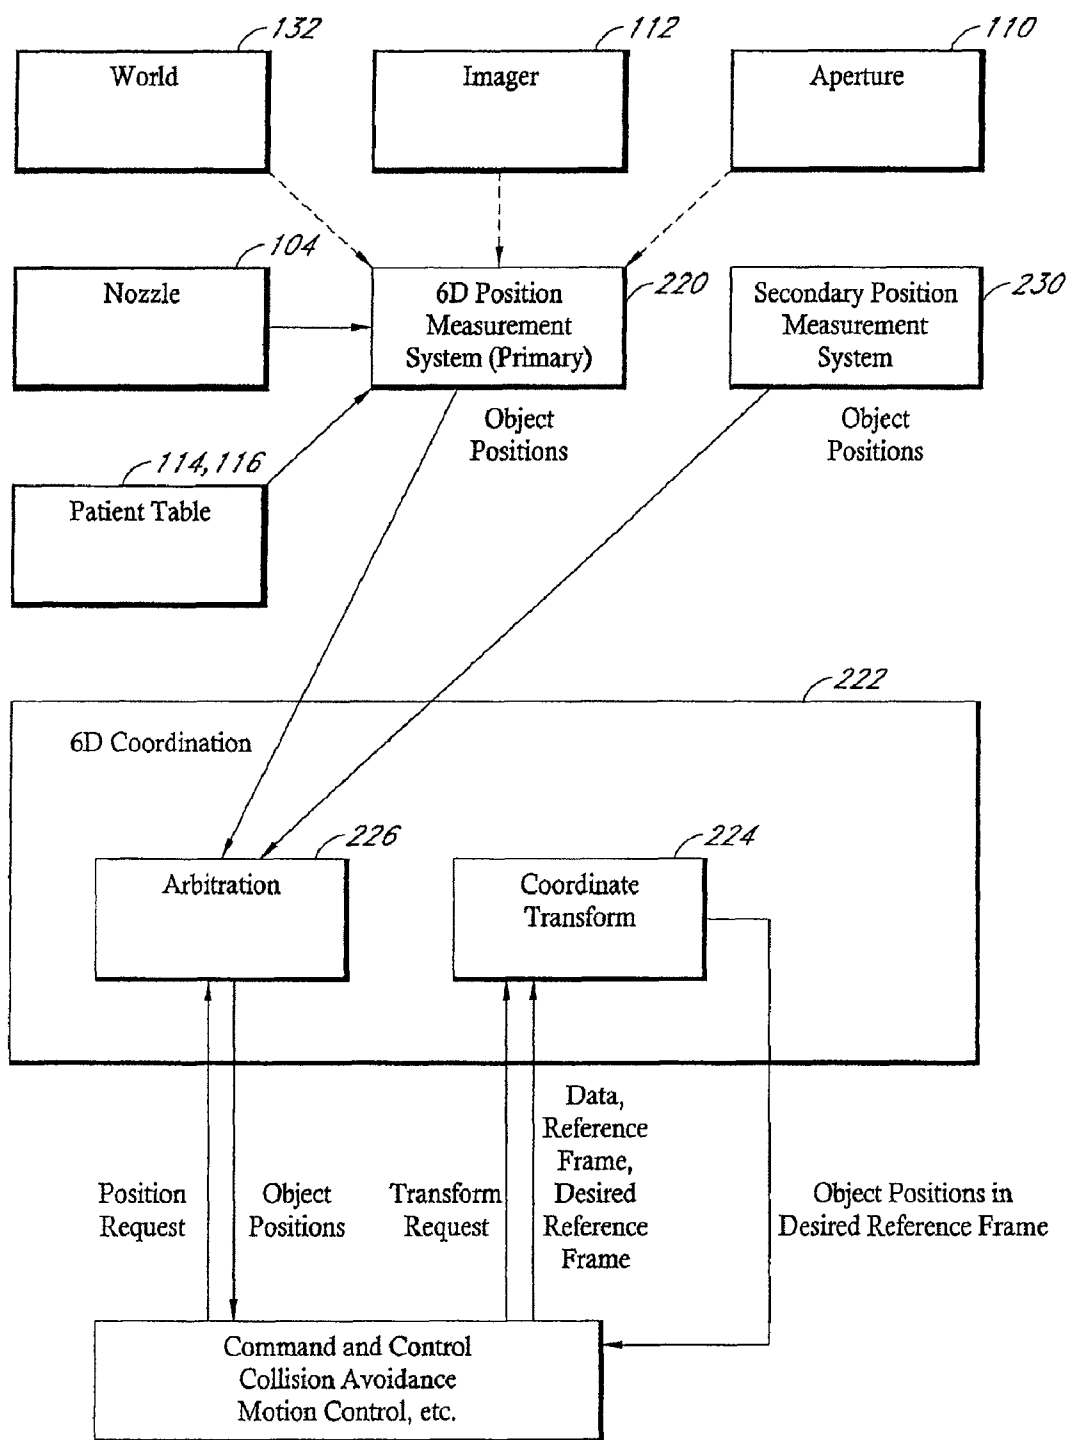 132
World
112
Imager
110
Aperture
104
Nozzle
220
6D Position
Measurement
System (Primary)
230
Secondary Position
Measurement
System
Object
Positions
Object
Positions
114, 116
Patient Table
222
6D Coordination
226
Arbitration
224
Coordinate
Transform
Position
Request
Object
Positions
Transform
Request
Data,
Reference
Frame,
Desired
Reference
Frame
Object Positions in
Desired Reference Frame
Command and Control
Collision Avoidance
Motion Control, etc.